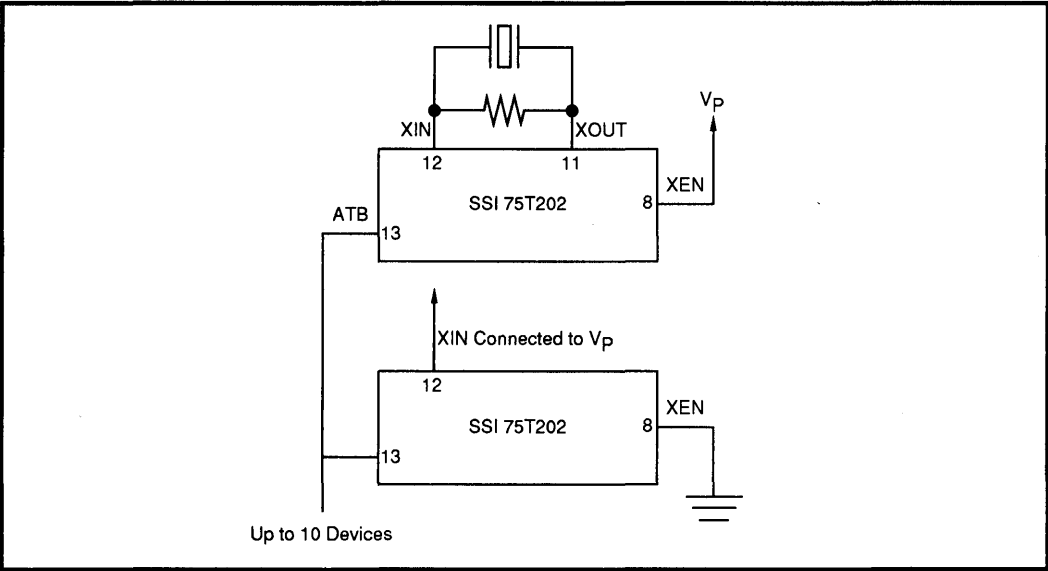 XIN
XOUT
VP
12
11
SSI 75T202
8
XEN
ATB
13
XIN Connected to VP
12
SSI 75T202
8
XEN
13
Up to 10 Devices